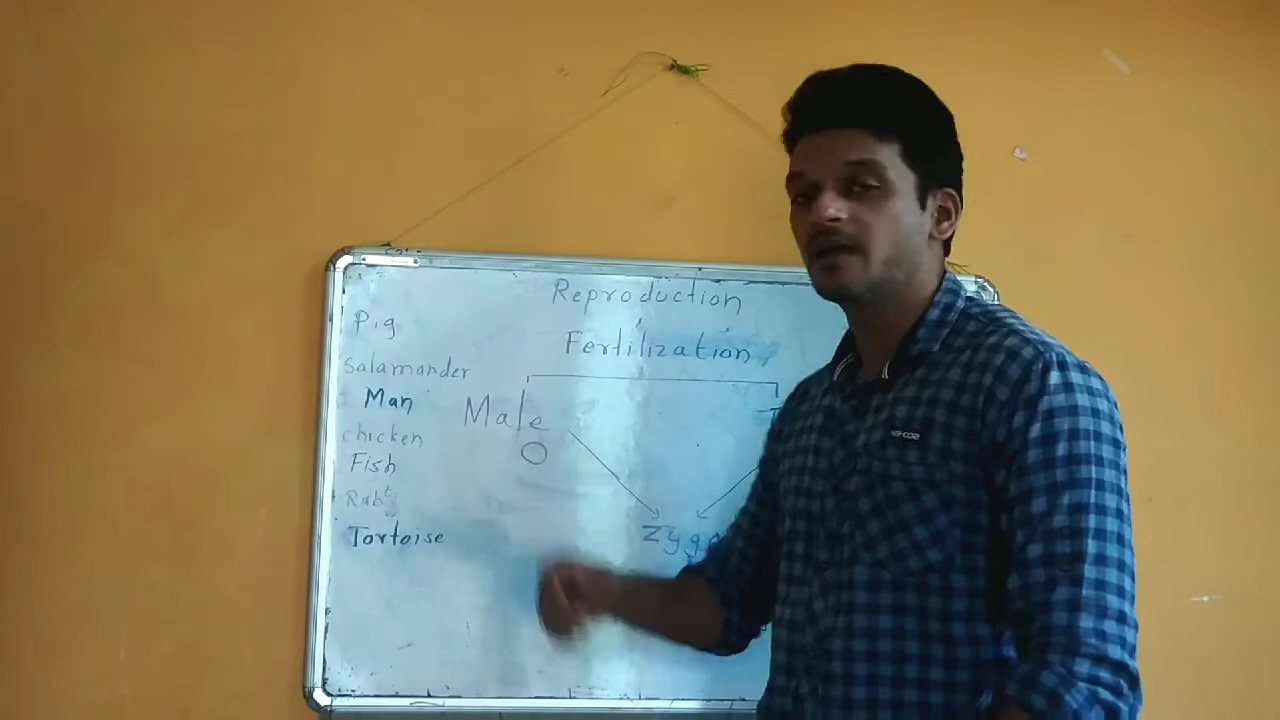 Reproduction
Fertilization
Pig
Salamander
Man
chicken
Fish
Tortoise
Male